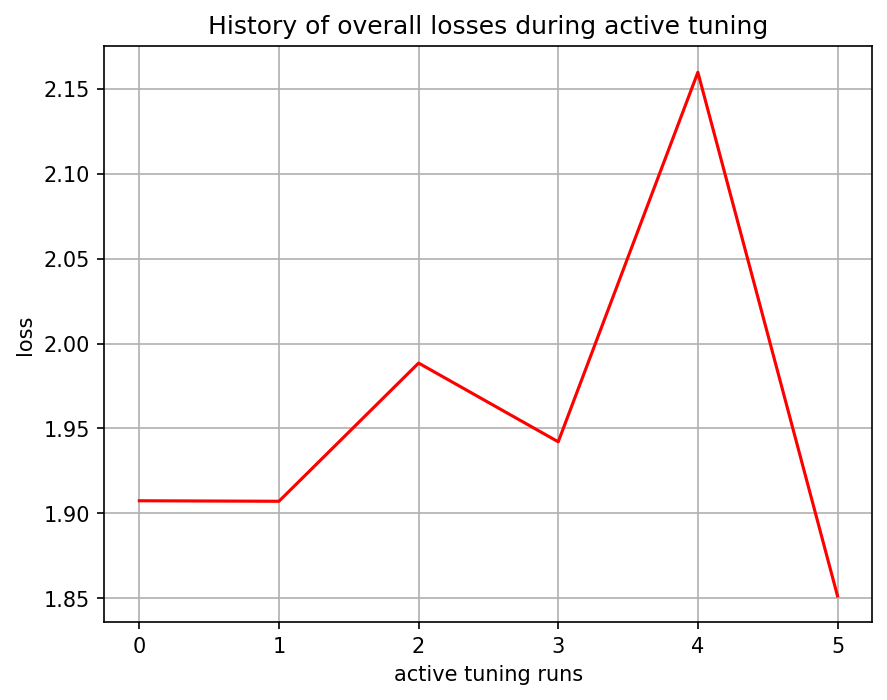 History of overall losses during active tuning
2.15
2.10
2.05
2.00
1.95
1.90
1.85
loss
0 1 2 3 4 5
active tuning runs